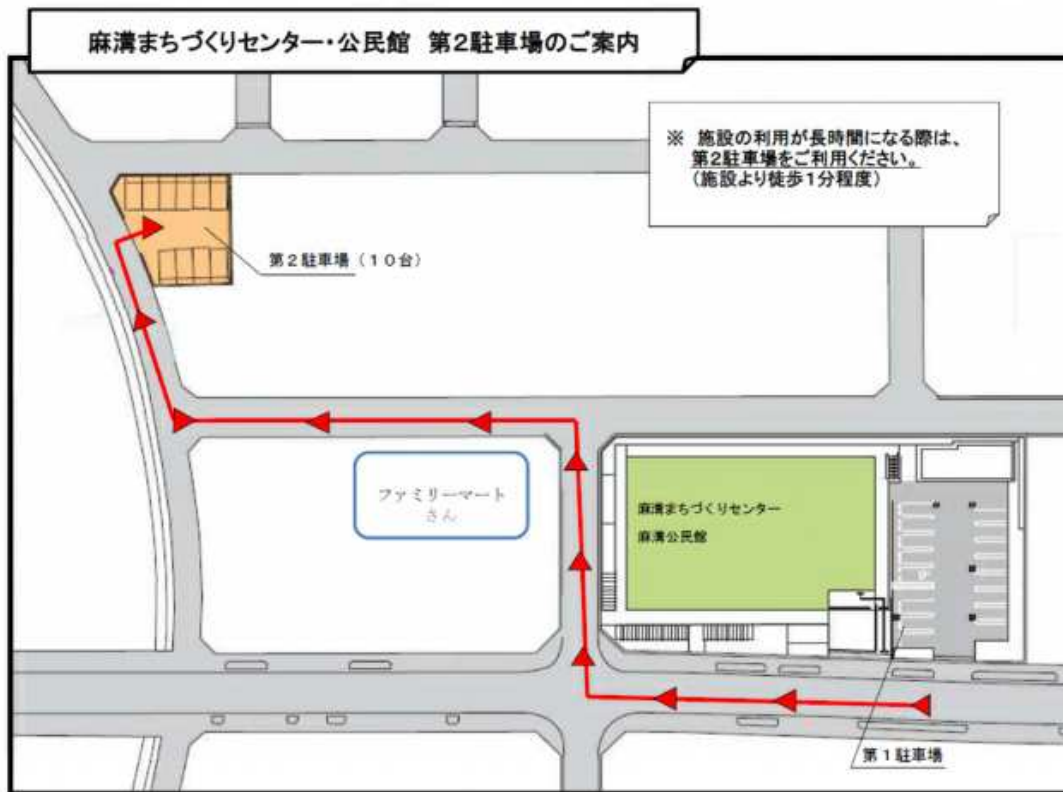 麻溝まちづくりセンター・公民館 第2駐車場のご案内
※ 施設の利用が長時間になる際は、
第2駐車場をご利用ください。
(施設より徒歩1分程度)
第2駐車場（10台）
ファミリーマート
さん
麻溝まちづくりセンター
麻溝公民館
第1駐車場